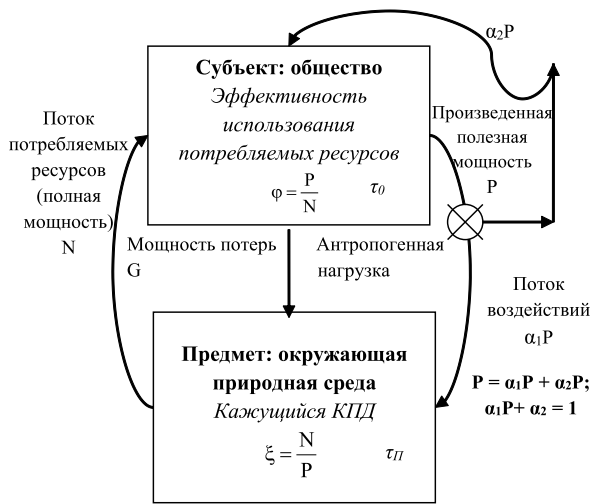 α₂P
Субъект: общество
Эффективность
использования
потребляемых ресурсов
φ = P/N τ₀
Поток
потребляемых
ресурсов
(полная
мощность)
N
Произведенная
полезная
мощность
P
Мощность потерь
G
Антропогенная
нагрузка
Поток
воздействий
α₁P
P = α₁P + α₂P;
α₁P+ α₂ = 1
Предмет: окружающая
природная среда
Кажущийся КПД
ξ = N/P τП